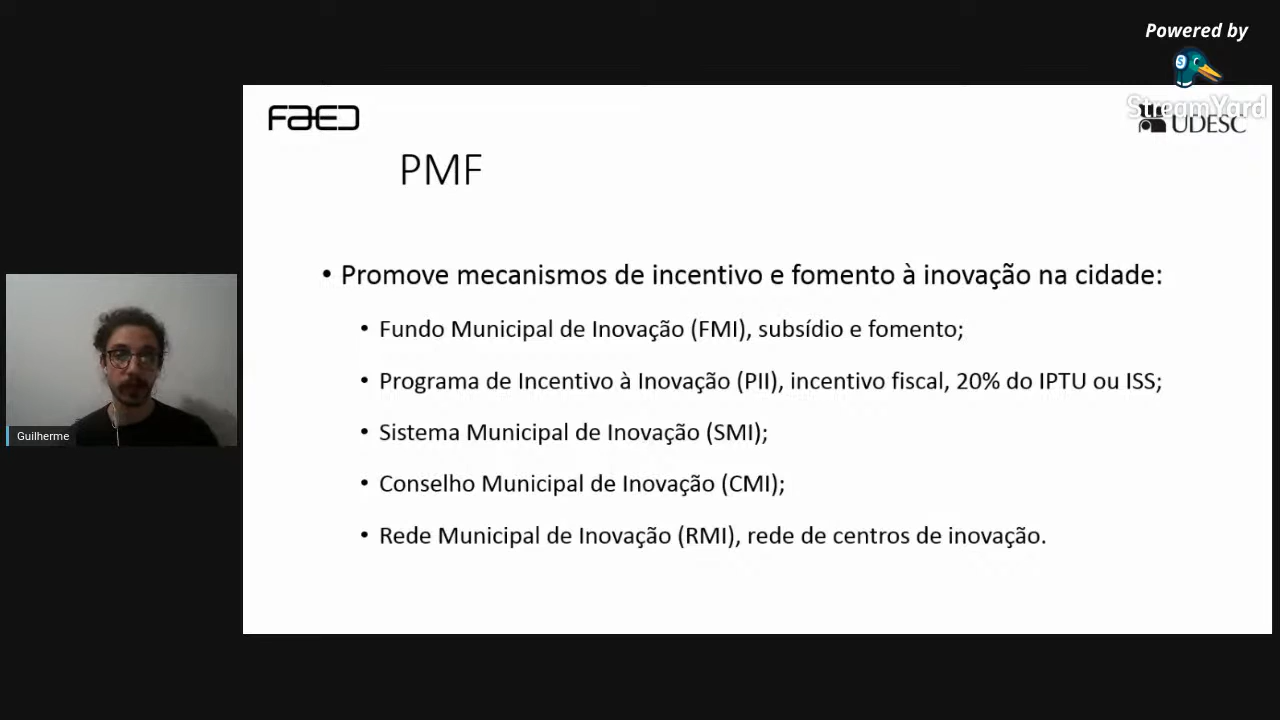 Powered by
StreamYard
FAED
UDESC
PMF
• Promove mecanismos de incentivo e fomento à inovação na cidade:
• Fundo Municipal de Inovação (FMI), subsídio e fomento;
• Programa de Incentivo à Inovação (PII), incentivo fiscal, 20% do IPTU ou ISS;
• Sistema Municipal de Inovação (SMI);
• Conselho Municipal de Inovação (CMI);
• Rede Municipal de Inovação (RMI), rede de centros de inovação.
Guilherme